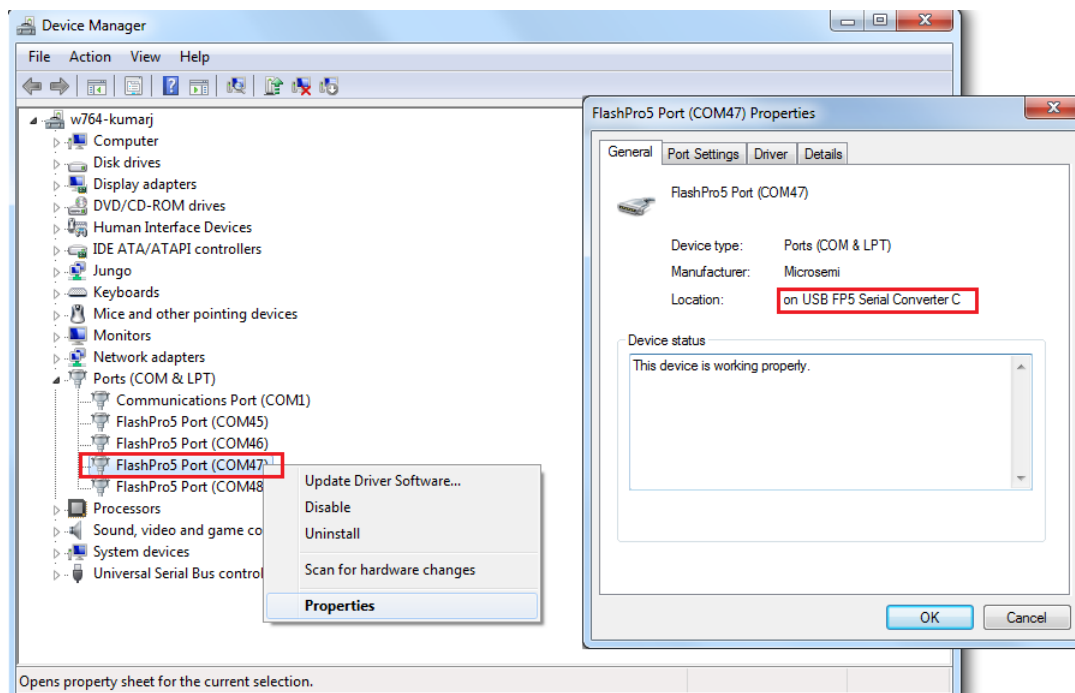 Device Manager
File Action View Help
w764-kumarj
Computer
Disk drives
Display adapters
DVD/CD-ROM drives
Human Interface Devices
IDE ATA/ATAPI controllers
Jungo
Keyboards
Mice and other pointing devices
Monitors
Network adapters
Ports (COM & LPT)
Communications Port (COM1)
FlashPro5 Port (COM45)
FlashPro5 Port (COM46)
FlashPro5 Port (COM47)
FlashPro5 Port (COM48
Processors
Sound, video and game co
System devices
Universal Serial Bus control
Update Driver Software...
Disable
Uninstall
Scan for hardware changes
Properties
Opens property sheet for the current selection.
FlashPro5 Port (COM47) Properties
General Port Settings Driver Details
FlashPro5 Port (COM47)
Device type: Ports (COM & LPT)
Manufacturer: Microsemi
Location: on USB FP5 Serial Converter C
Device status
This device is working properly.
OK Cancel